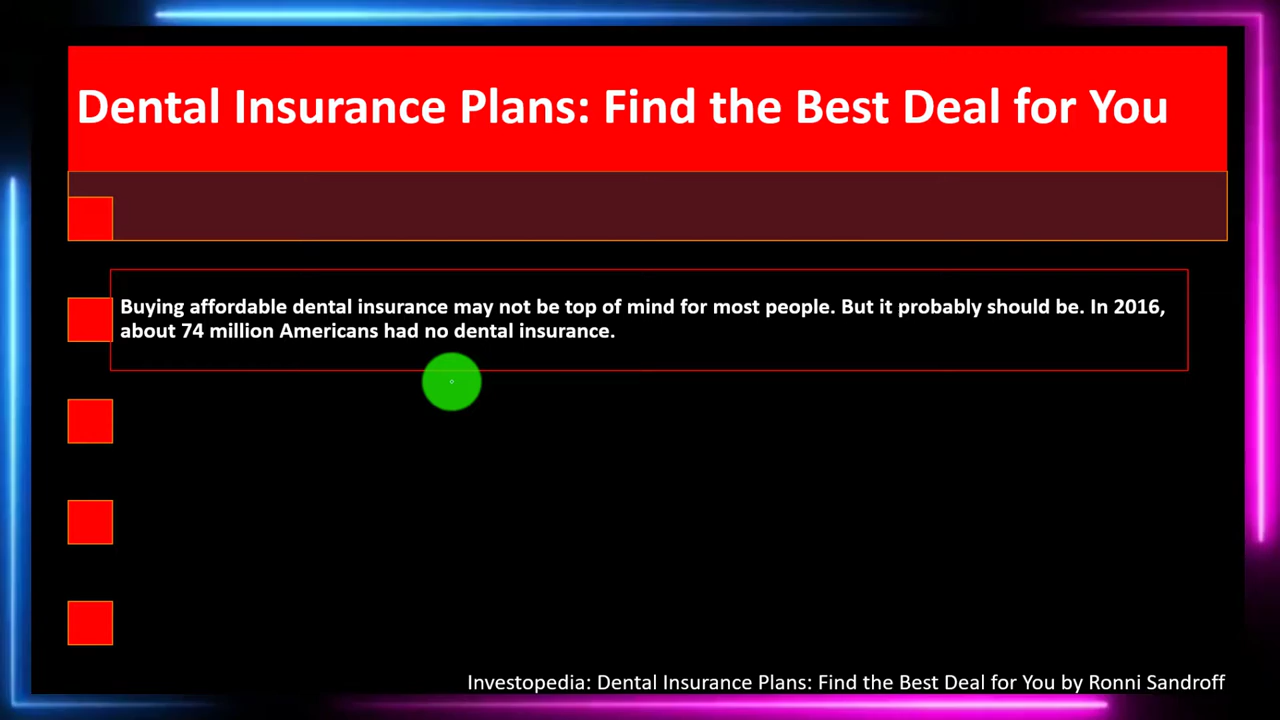 Dental Insurance Plans: Find the Best Deal for You
Buying affordable dental insurance may not be top of mind for most people. But it probably should be. In 2016,
about 74 million Americans had no dental insurance.
Investopedia: Dental Insurance Plans: Find the Best Deal for You by Ronni Sandroff